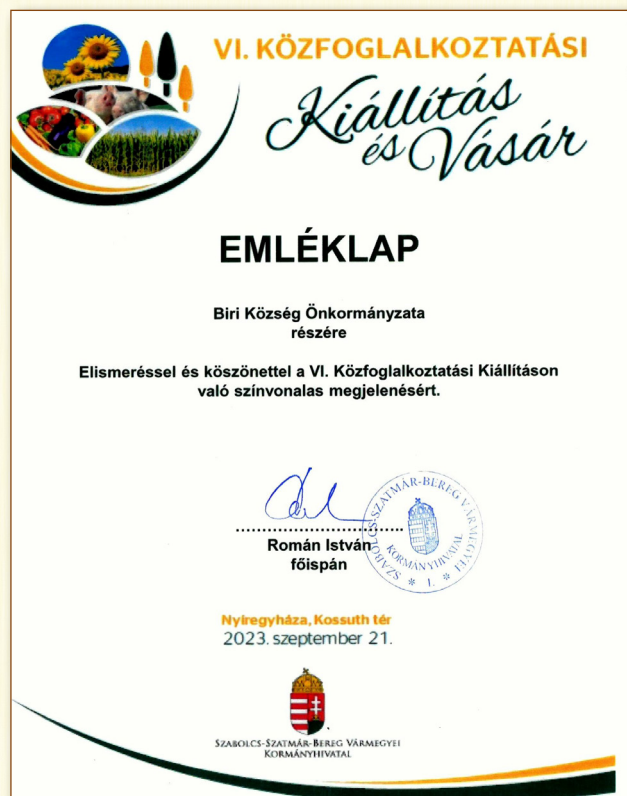 VI. KÖZFOGLALKOZTATÁSI
Kiállítás
és Vásár
EMLÉKLAP
Biri Község Önkormányzata
részére
Elismeréssel és köszönettel a VI. Közfoglalkoztatási Kiállításon
való színvonalas megjelenésért.
Román István
főispán
SZABOLCS-SZATMÁR-BEREG VÁRMEGYEI
KORMÁNYHIVATAL
* 1. *
Nyíregyháza, Kossuth tér
2023. szeptember 21.
SZABOLCS-SZATMÁR-BEREG VÁRMEGYEI
KORMÁNYHIVATAL